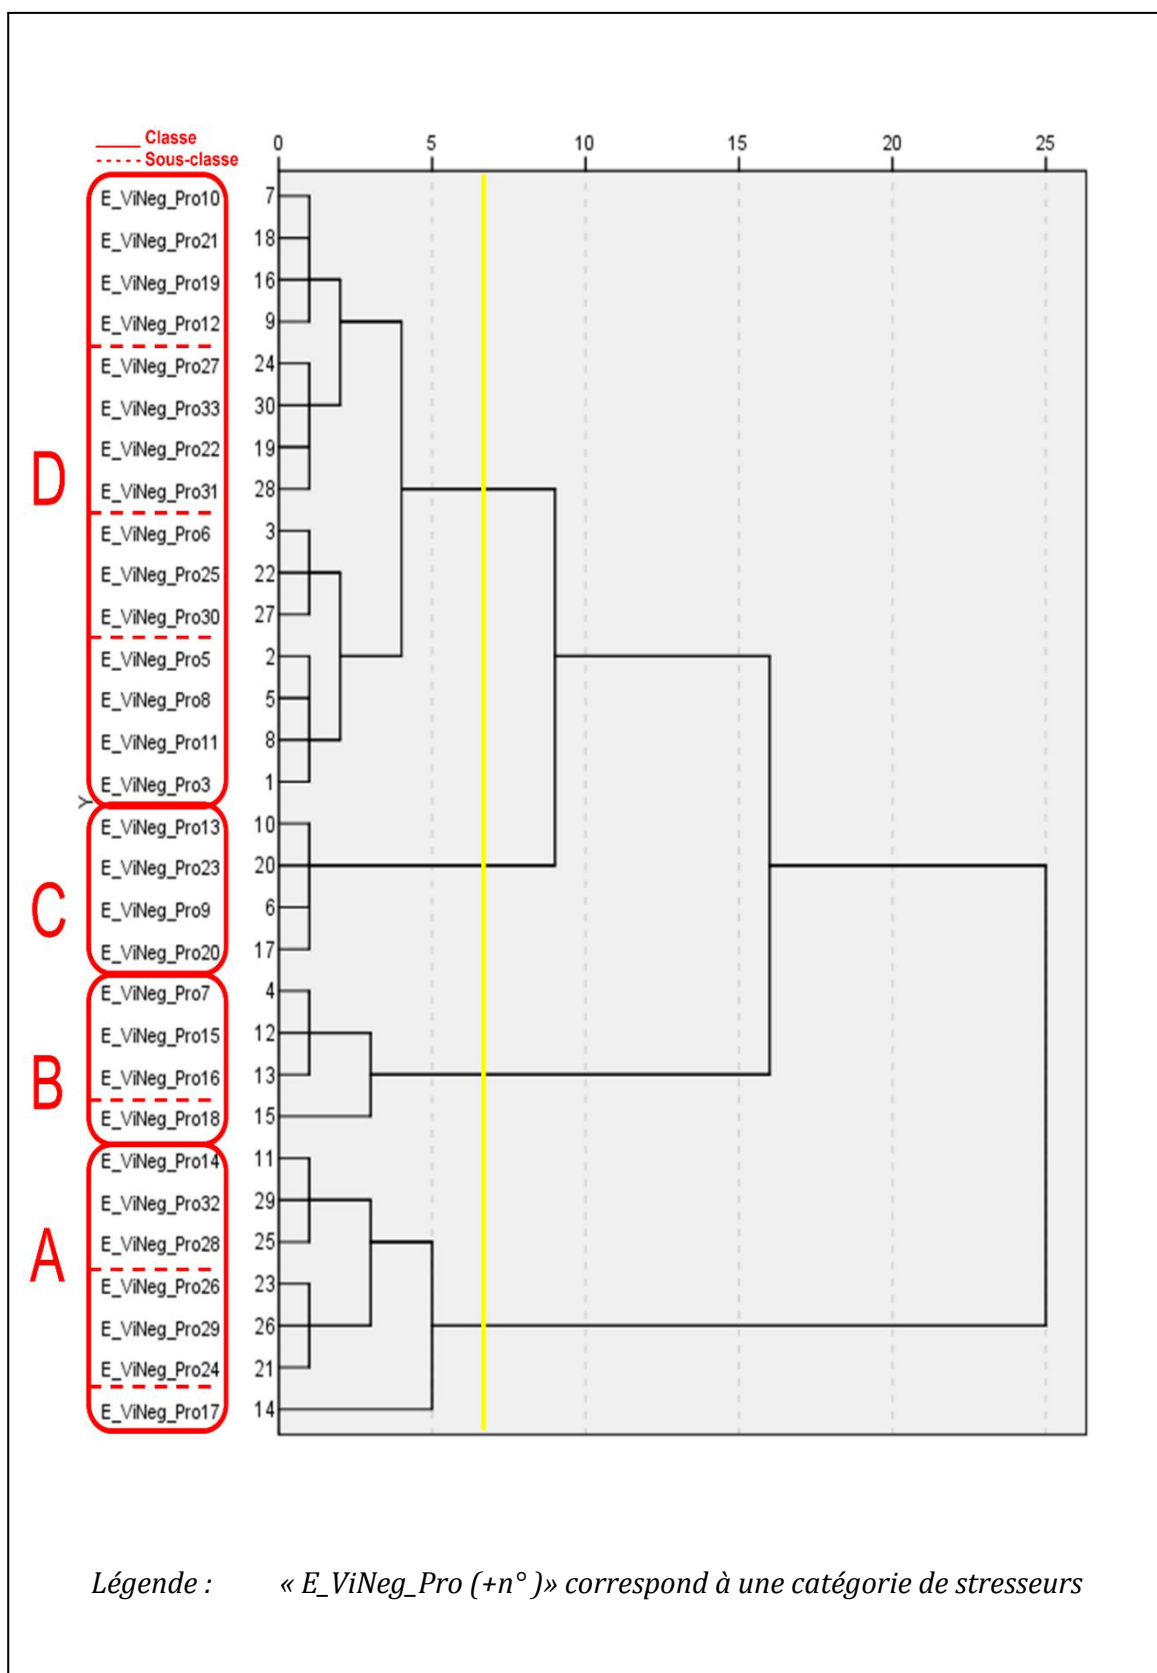 Classe
Sous-classe
0 5 10 15 20 25
E_ViNeg_Pro10 7
E_ViNeg_Pro21 18
E_ViNeg_Pro19 16
E_ViNeg_Pro12 9
E_ViNeg_Pro27 24
E_ViNeg_Pro33 30
E_ViNeg_Pro22 19
D
E_ViNeg_Pro31 28
E_ViNeg_Pro6 3
E_ViNeg_Pro25 22
E_ViNeg_Pro30 27
E_ViNeg_Pro5 2
E_ViNeg_Pro8 5
E_ViNeg_Pro11 8
E_ViNeg_Pro3 1
Y
E_ViNeg_Pro13 10
E_ViNeg_Pro23 20
C
E_ViNeg_Pro9 6
E_ViNeg_Pro20 17
E_ViNeg_Pro7 4
E_ViNeg_Pro15 12
B
E_ViNeg_Pro16 13
E_ViNeg_Pro18 15
E_ViNeg_Pro14 11
E_ViNeg_Pro32 29
A
E_ViNeg_Pro28 25
E_ViNeg_Pro26 23
E_ViNeg_Pro29 26
E_ViNeg_Pro24 21
E_ViNeg_Pro17 14
Légende : « E_ViNeg_Pro (+n° )» correspond à une catégorie de stresseurs